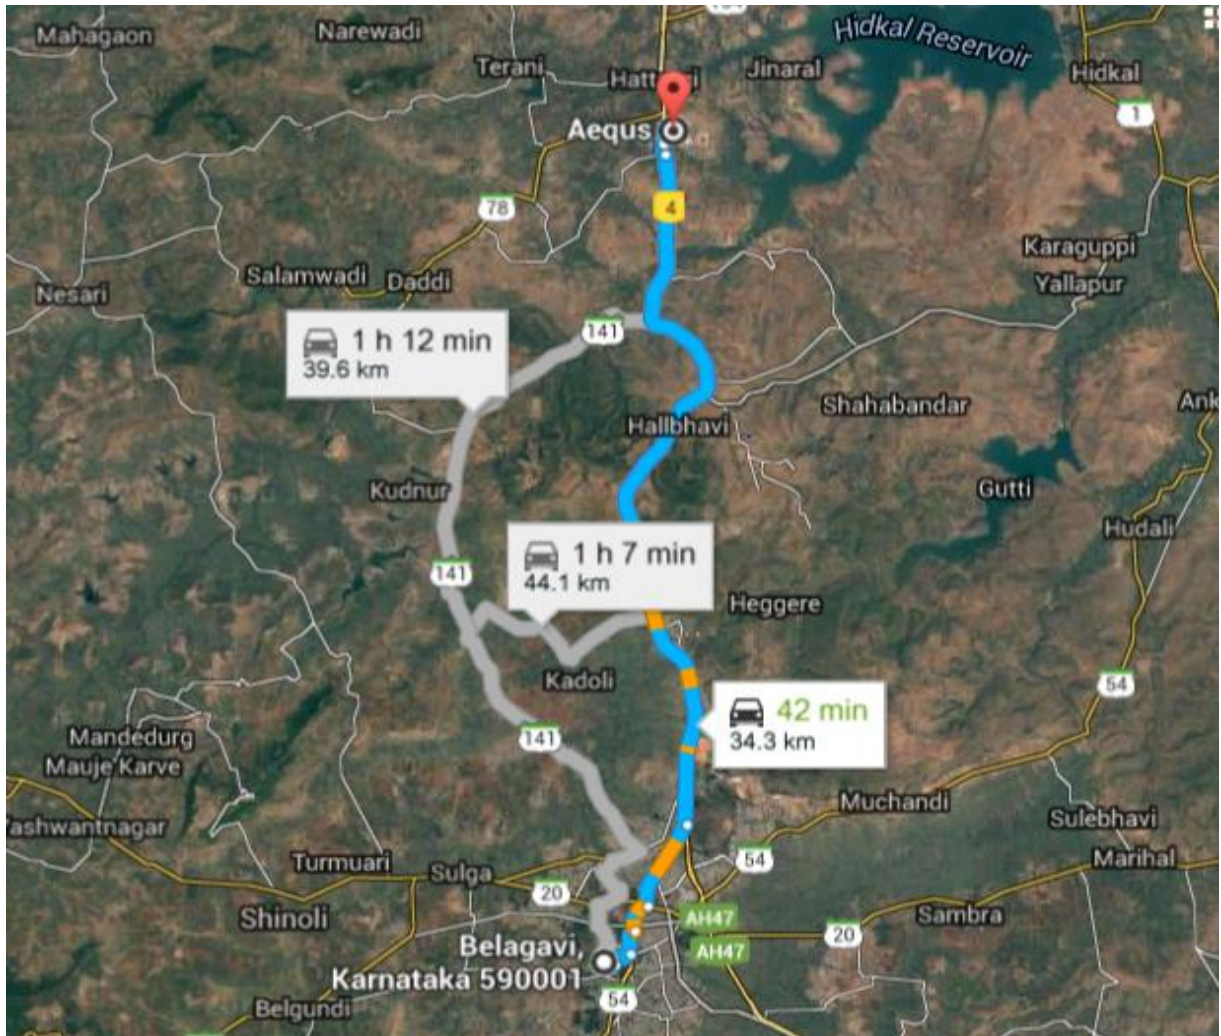 Mahagaon
Narewadi
Terani
Jinaral
Hidkal Reservoir
Hidkal
1
Aequs
4
78
Salamwadi
Daddi
Nesari
Karaguppi
Yallapur
141
1 h 12 min
39.6 km
Hallbhavi
Shahabandar
Kudnur
Gutti
Hudali
141
1 h 7 min
44.1 km
Heggere
Kadoli
54
42 min
34.3 km
141
Mandedurg
Mauje Karve
Muchandi
Sulebhavi
Marihal
Turmuari
Sulga
54
20
Shinoli
AH47
Sambra
AH47
20
Belagavi,
Karnataka 590001
54
Belgundi